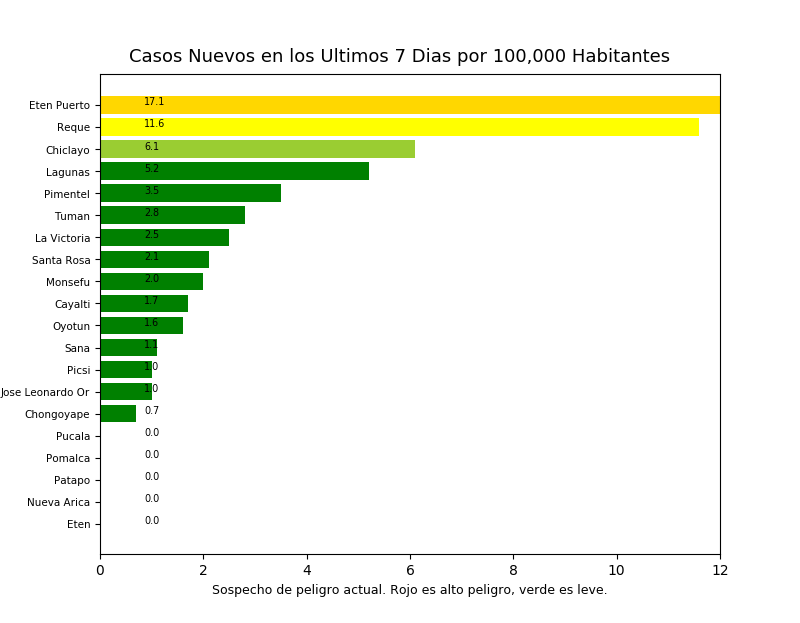 Casos Nuevos en los Ultimos 7 Dias por 100,000 Habitantes
Eten Puerto 17.1
Reque 11.6
Chiclayo 6.1
Lagunas 5.2
Pimentel 3.5
Tuman 2.8
La Victoria 2.5
Santa Rosa 2.1
Monsefu 2.0
Cayalti 1.7
Oyotun 1.6
Sana 1.1
Picsi 1.0
Jose Leonardo Or 1.0
Chongoyape 0.7
Pucala 0.0
Pomalca 0.0
Patapo 0.0
Nueva Arica 0.0
Eten 0.0
0 2 4 6 8 10 12
Sospecho de peligro actual. Rojo es alto peligro, verde es leve.